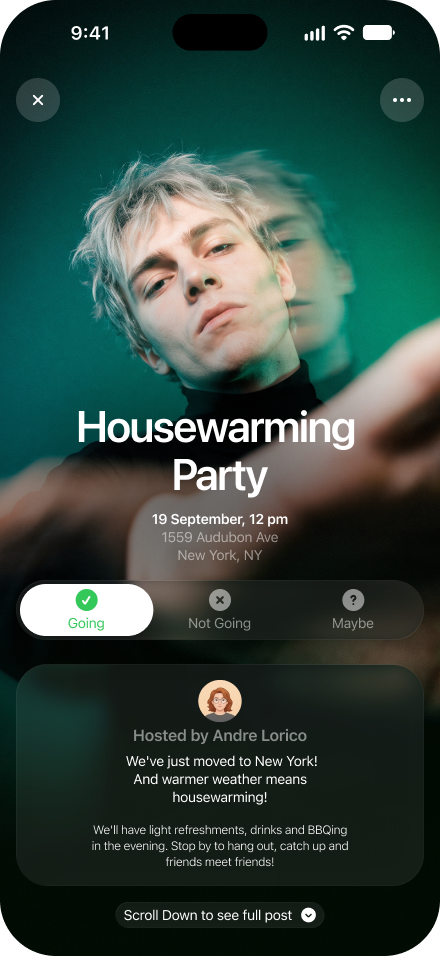 9:41
Housewarming
Party
19 September, 12 pm
1559 Audubon Ave
New York, NY
Going
Not Going
Maybe
Hosted by Andre Lorico
We've just moved to New York!
And warmer weather means
housewarming!
We'll have light refreshments, drinks and BBQing
in the evening. Stop by to hang out, catch up and
friends meet friends!
Scroll Down to see full post